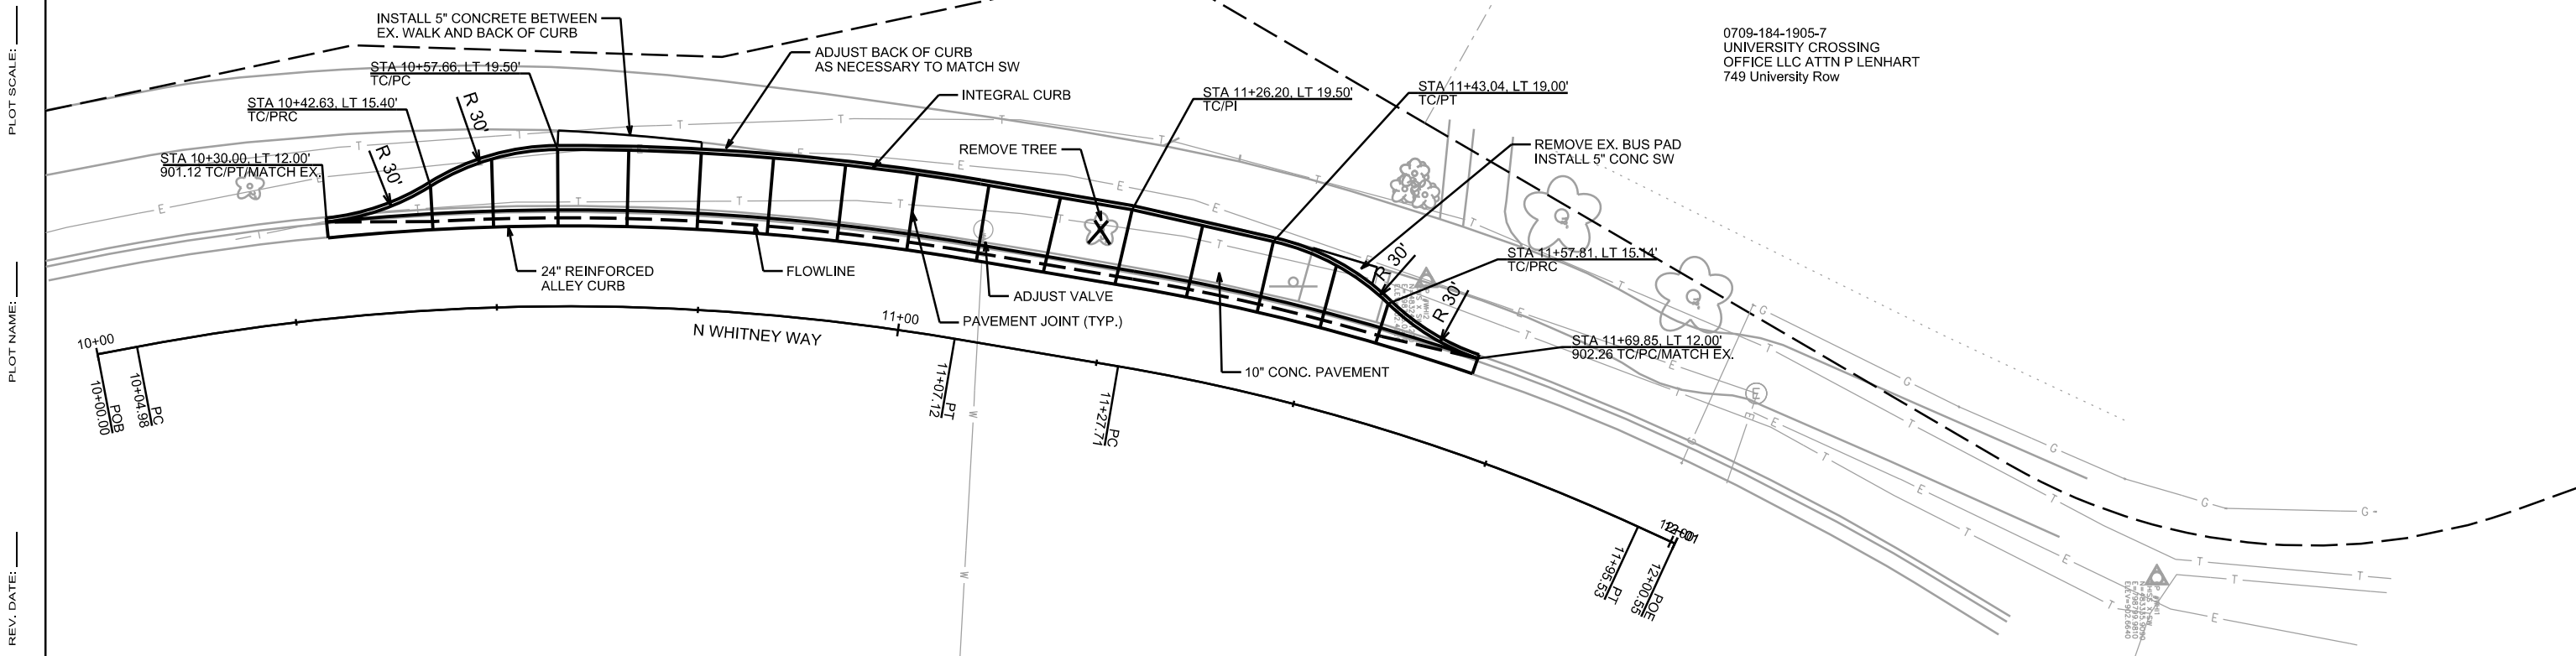 PLOT SCALE:
PLOT NAME:
REV. DATE:
INSTALL 5" CONCRETE BETWEEN
EX. WALK AND BACK OF CURB
ADJUST BACK OF CURB
AS NECESSARY TO MATCH SW
INTEGRAL CURB
STA 10+57.66, LT 19.50'
TC/PC
STA 10+42.63, LT 15.40'
TC/PRC
STA 10+30.00, LT 12.00'
901.12 TC/PT/MATCH EX.
R 30'
R 30'
REMOVE TREE
STA 11+26.20, LT 19.50'
TC/PI
STA 11+43.04, LT 19.00'
TC/PT
0709-184-1905-7
UNIVERSITY CROSSING
OFFICE LLC ATTN P LENHART
749 University Row
REMOVE EX. BUS PAD
INSTALL 5" CONC SW
STA 11+57.81, LT 15.14'
TC/PRC
R 30'
R 30'
STA 11+69.85, LT 12.00'
902.26 TC/PC/MATCH EX.
24" REINFORCED
ALLEY CURB
FLOWLINE
ADJUST VALVE
PAVEMENT JOINT (TYP.)
10" CONC. PAVEMENT
N WHITNEY WAY
10+00
11+00
POB
10+00.00
PC
10+04.98
PT
11+07.12
PC
11+27.71
PT
11+95.53
POE
12+00.55
E
T
G
W
S